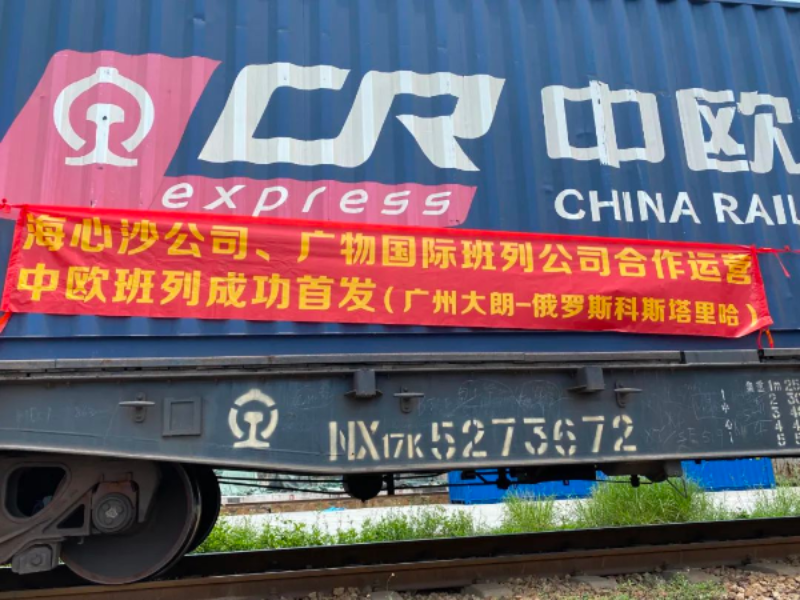 CR 中欧
express
CHINA RAIL
海心沙公司、广物国际班列公司合作运营
中欧班列成功首发(广州大朗-俄罗斯科斯塔里哈)
NX17K5273672